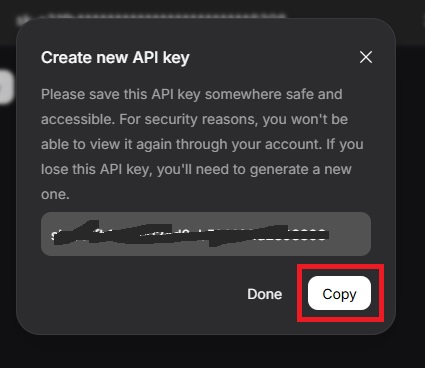 Create new API key
Please save this API key somewhere safe and
accessible. For security reasons, you won't be
able to view it again through your account. If you
lose this API key, you'll need to generate a new
one.
Done
Copy